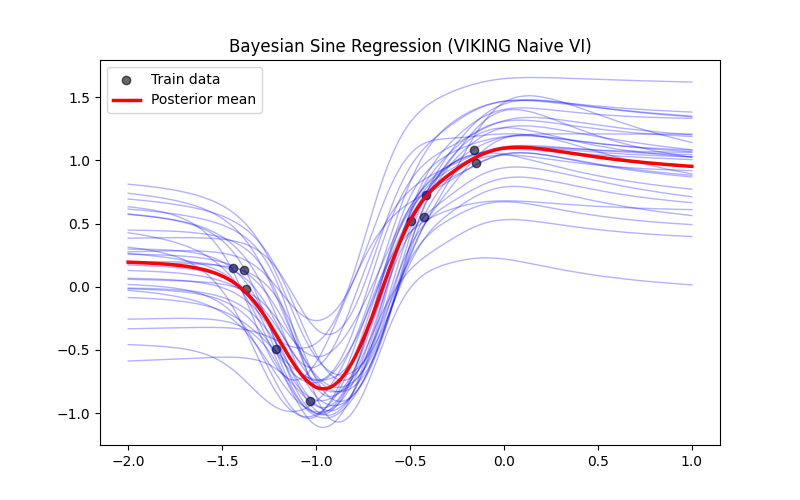 Bayesian Sine Regression (VIKING Naive VI)
Train data
Posterior mean
1.5
1.0
0.5
0.0
−0.5
−1.0
−2.0 −1.5 −1.0 −0.5 0.0 0.5 1.0